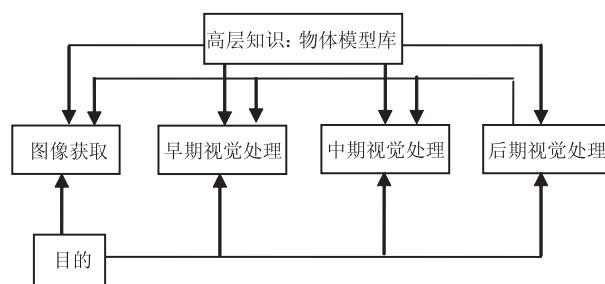 高层知识：物体模型库
图像获取
早期视觉处理
中期视觉处理
后期视觉处理
目的